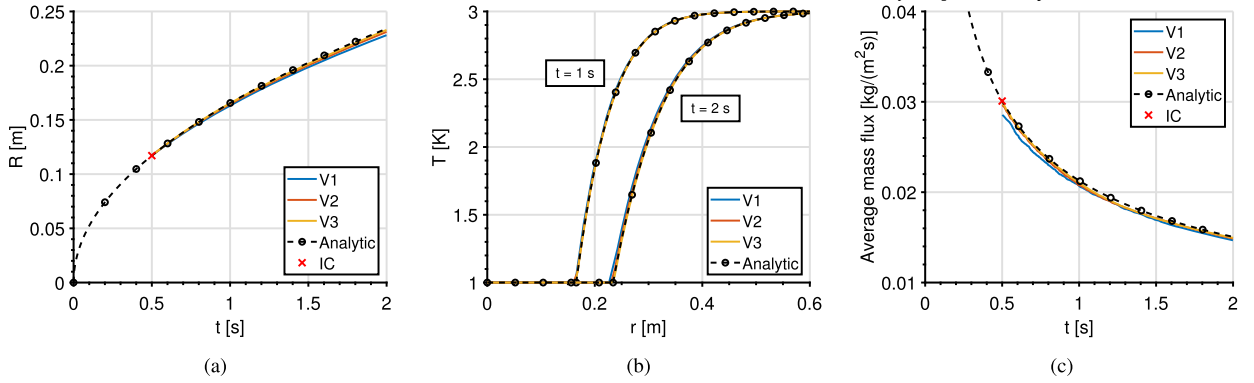 0.25
0.2
0.15
0.1
0.05
0
R [m]
0
0.5
1
1.5
2
t [s]
V1
V2
V3
Analytic
IC
(a)
3
2.5
2
1.5
1
T [K]
t = 1 s
t = 2 s
0
0.2
0.4
0.6
r [m]
V1
V2
V3
Analytic
(b)
0.04
0.03
0.02
0.01
Average mass flux [kg/(m²s)]
0
0.5
1
1.5
2
t [s]
V1
V2
V3
Analytic
IC
(c)